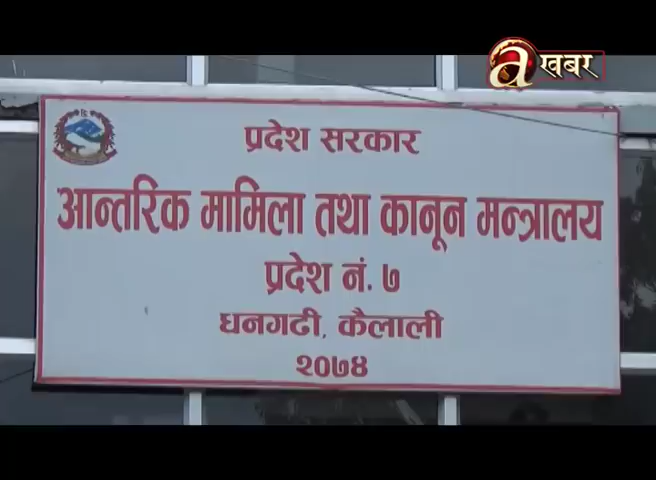 a खबर
प्रदेश सरकार
आन्तरिक मामिला तथा कानून मन्त्रालय
प्रदेश नं. ७
धनगढी, कैलाली
२०७४